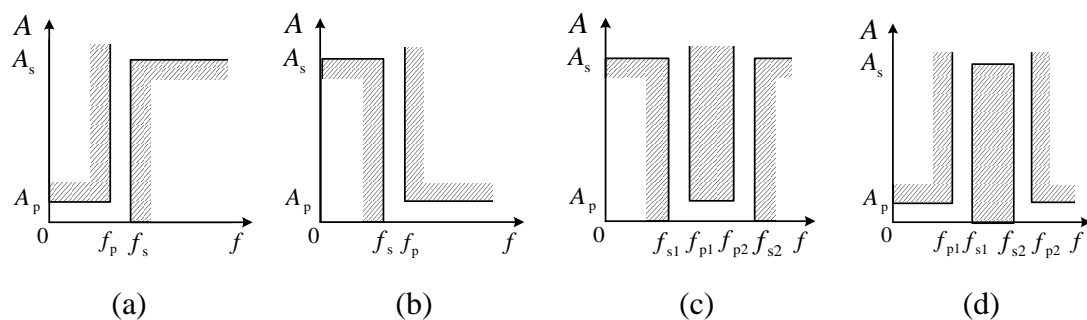 A A A A
A_s A_s A_s A_s
A_p A_p A_p A_p
0 f_p f_s f 0 f_s f_p f 0 f_s1 f_p1 f_p2 f_s2 f 0 f_p1 f_s1 f_s2 f_p2 f
(a) (b) (c) (d)